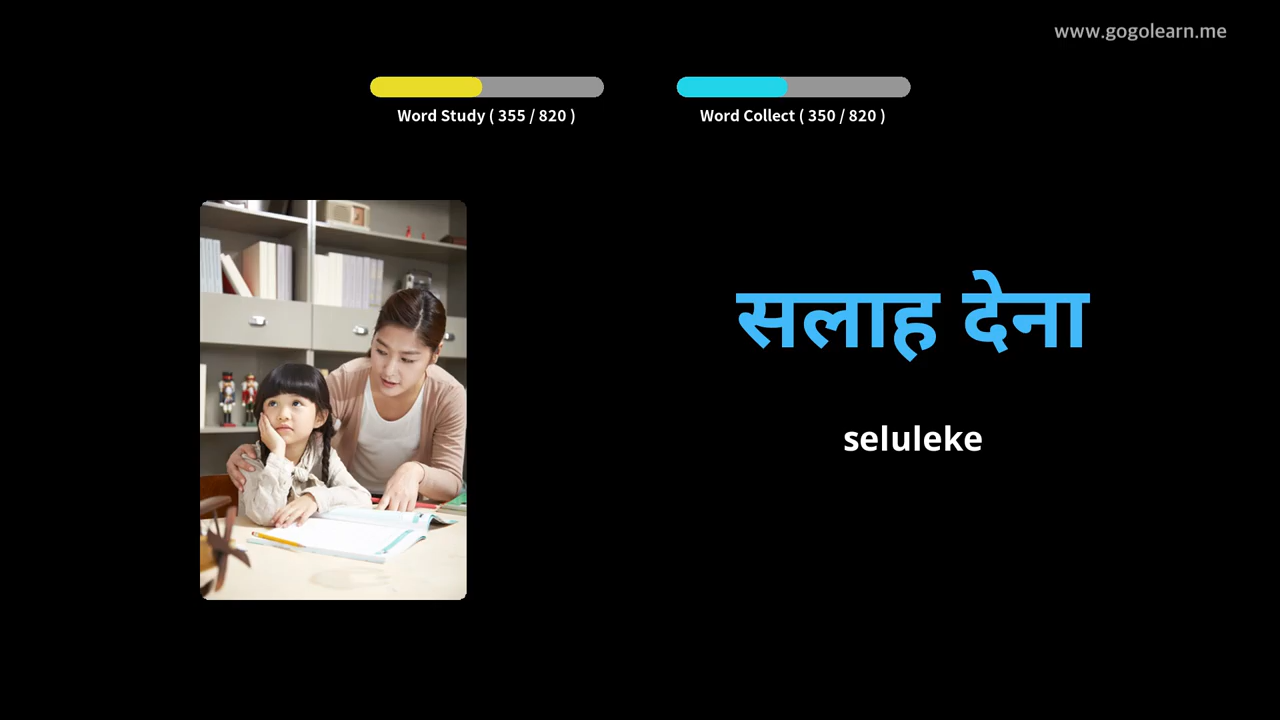 www.gogolearn.me
Word Study ( 355 / 820 )
Word Collect ( 350 / 820 )
सलाह देना
seluleke